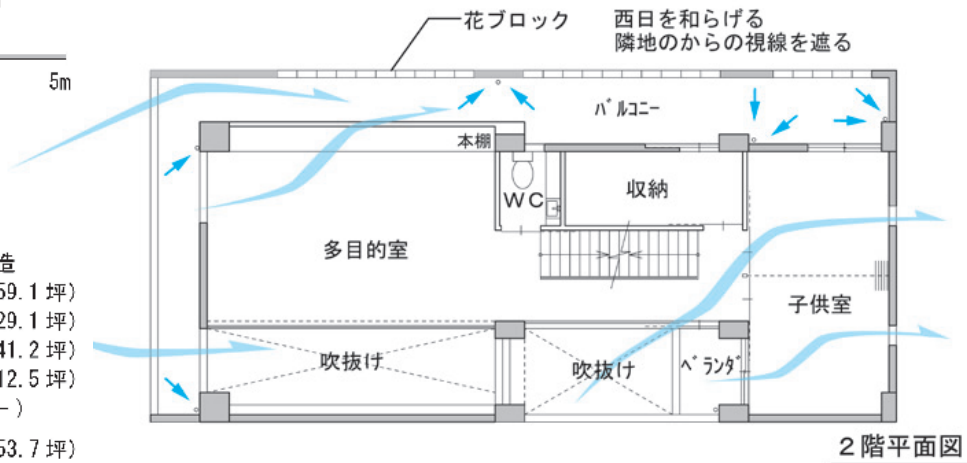 花ブロック
西日を和らげる
隣地のからの視線を遮る
5m
バルコニー
本棚
WC
収納
多目的室
子供室
吹抜け
吹抜け
ベランダ
造
59.1坪)
29.1坪)
41.2坪)
12.5坪)
－)
53.7坪)
2階平面図